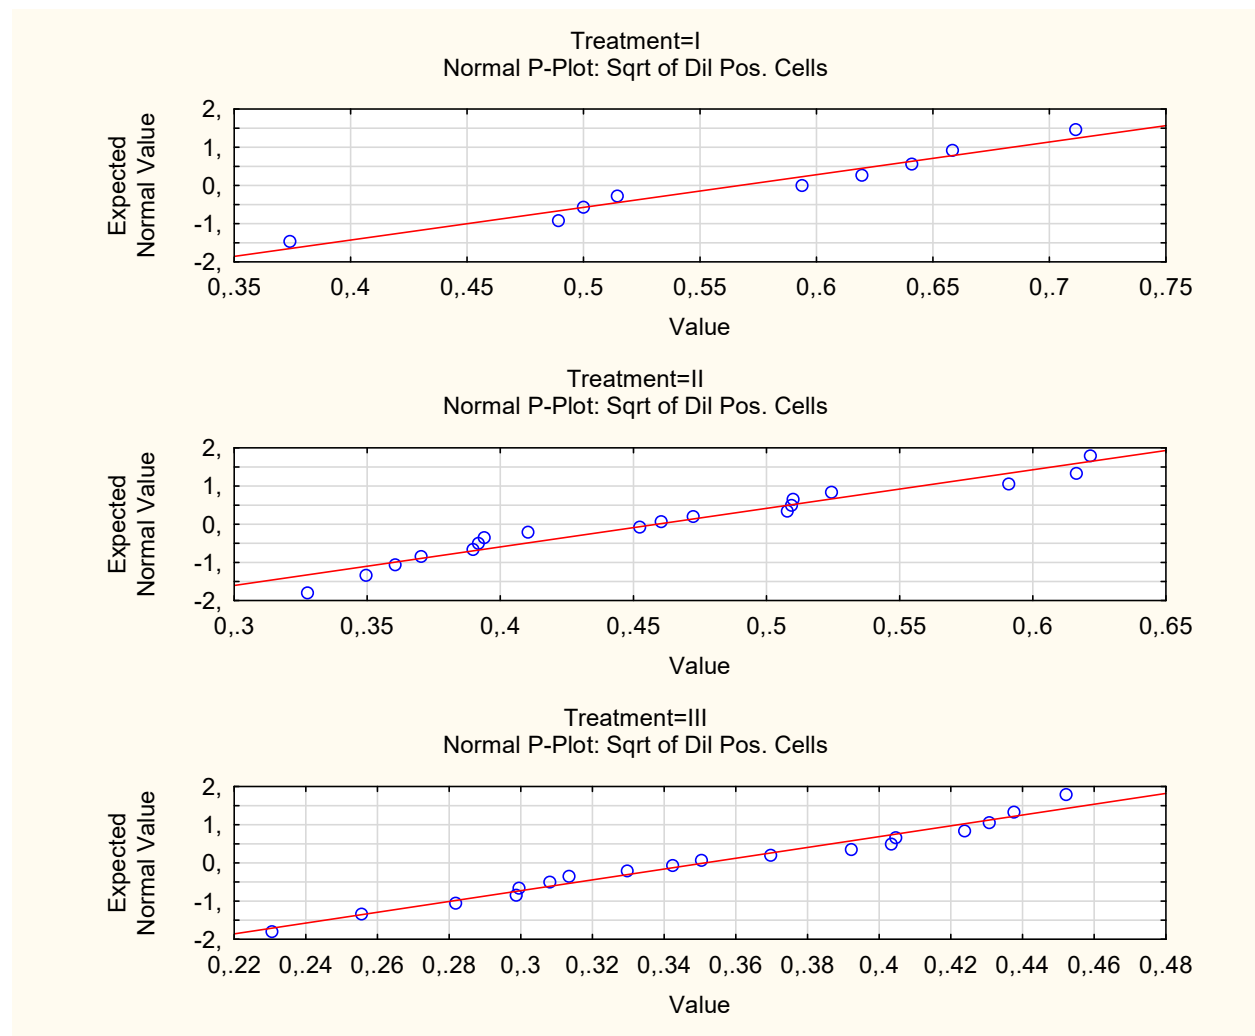 Treatment=I
Normal P-Plot: Sqrt of Dil Pos. Cells
Expected
Normal Value
2,
1,
0,
-1,
-2,
0,.35 0,.4 0,.45 0,.5 0,.55 0,.6 0,.65 0,.7 0,.75
Value
Treatment=II
Normal P-Plot: Sqrt of Dil Pos. Cells
Expected
Normal Value
2,
1,
0,
-1,
-2,
0,.3 0,.35 0,.4 0,.45 0,.5 0,.55 0,.6 0,.65
Value
Treatment=III
Normal P-Plot: Sqrt of Dil Pos. Cells
Expected
Normal Value
2,
1,
0,
-1,
-2,
0,.22 0,.24 0,.26 0,.28 0,.3 0,.32 0,.34 0,.36 0,.38 0,.4 0,.42 0,.44 0,.46 0,.48
Value